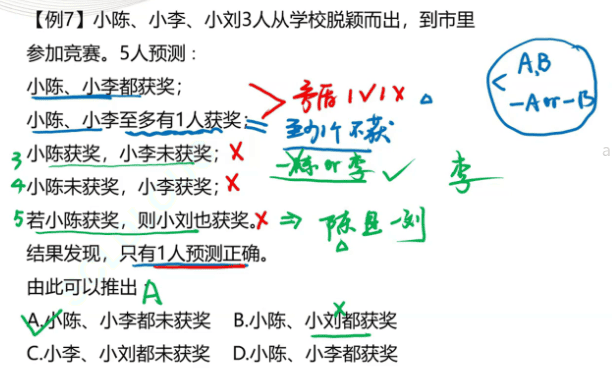 【例7】小陈、小李、小刘3人从学校脱颖而出，到市里
参加竞赛。5人预测：
小陈、小李都获奖；
小陈、小李至多有1人获奖；
矛盾 1✓1✗
至少1个不获
A,B
-A or -B
3 小陈获奖，小李未获奖；✗
-陈 or 李 ✓ 李
4 小陈未获奖，小李获奖；✗
5 若小陈获奖，则小刘也获奖。✗ ⇒ 陈且-刘
结果发现，只有1人预测正确。
由此可以推出 A
A.小陈、小李都未获奖 B.小陈、小刘都获奖
C.小李、小刘都未获奖 D.小陈、小李都获奖
a